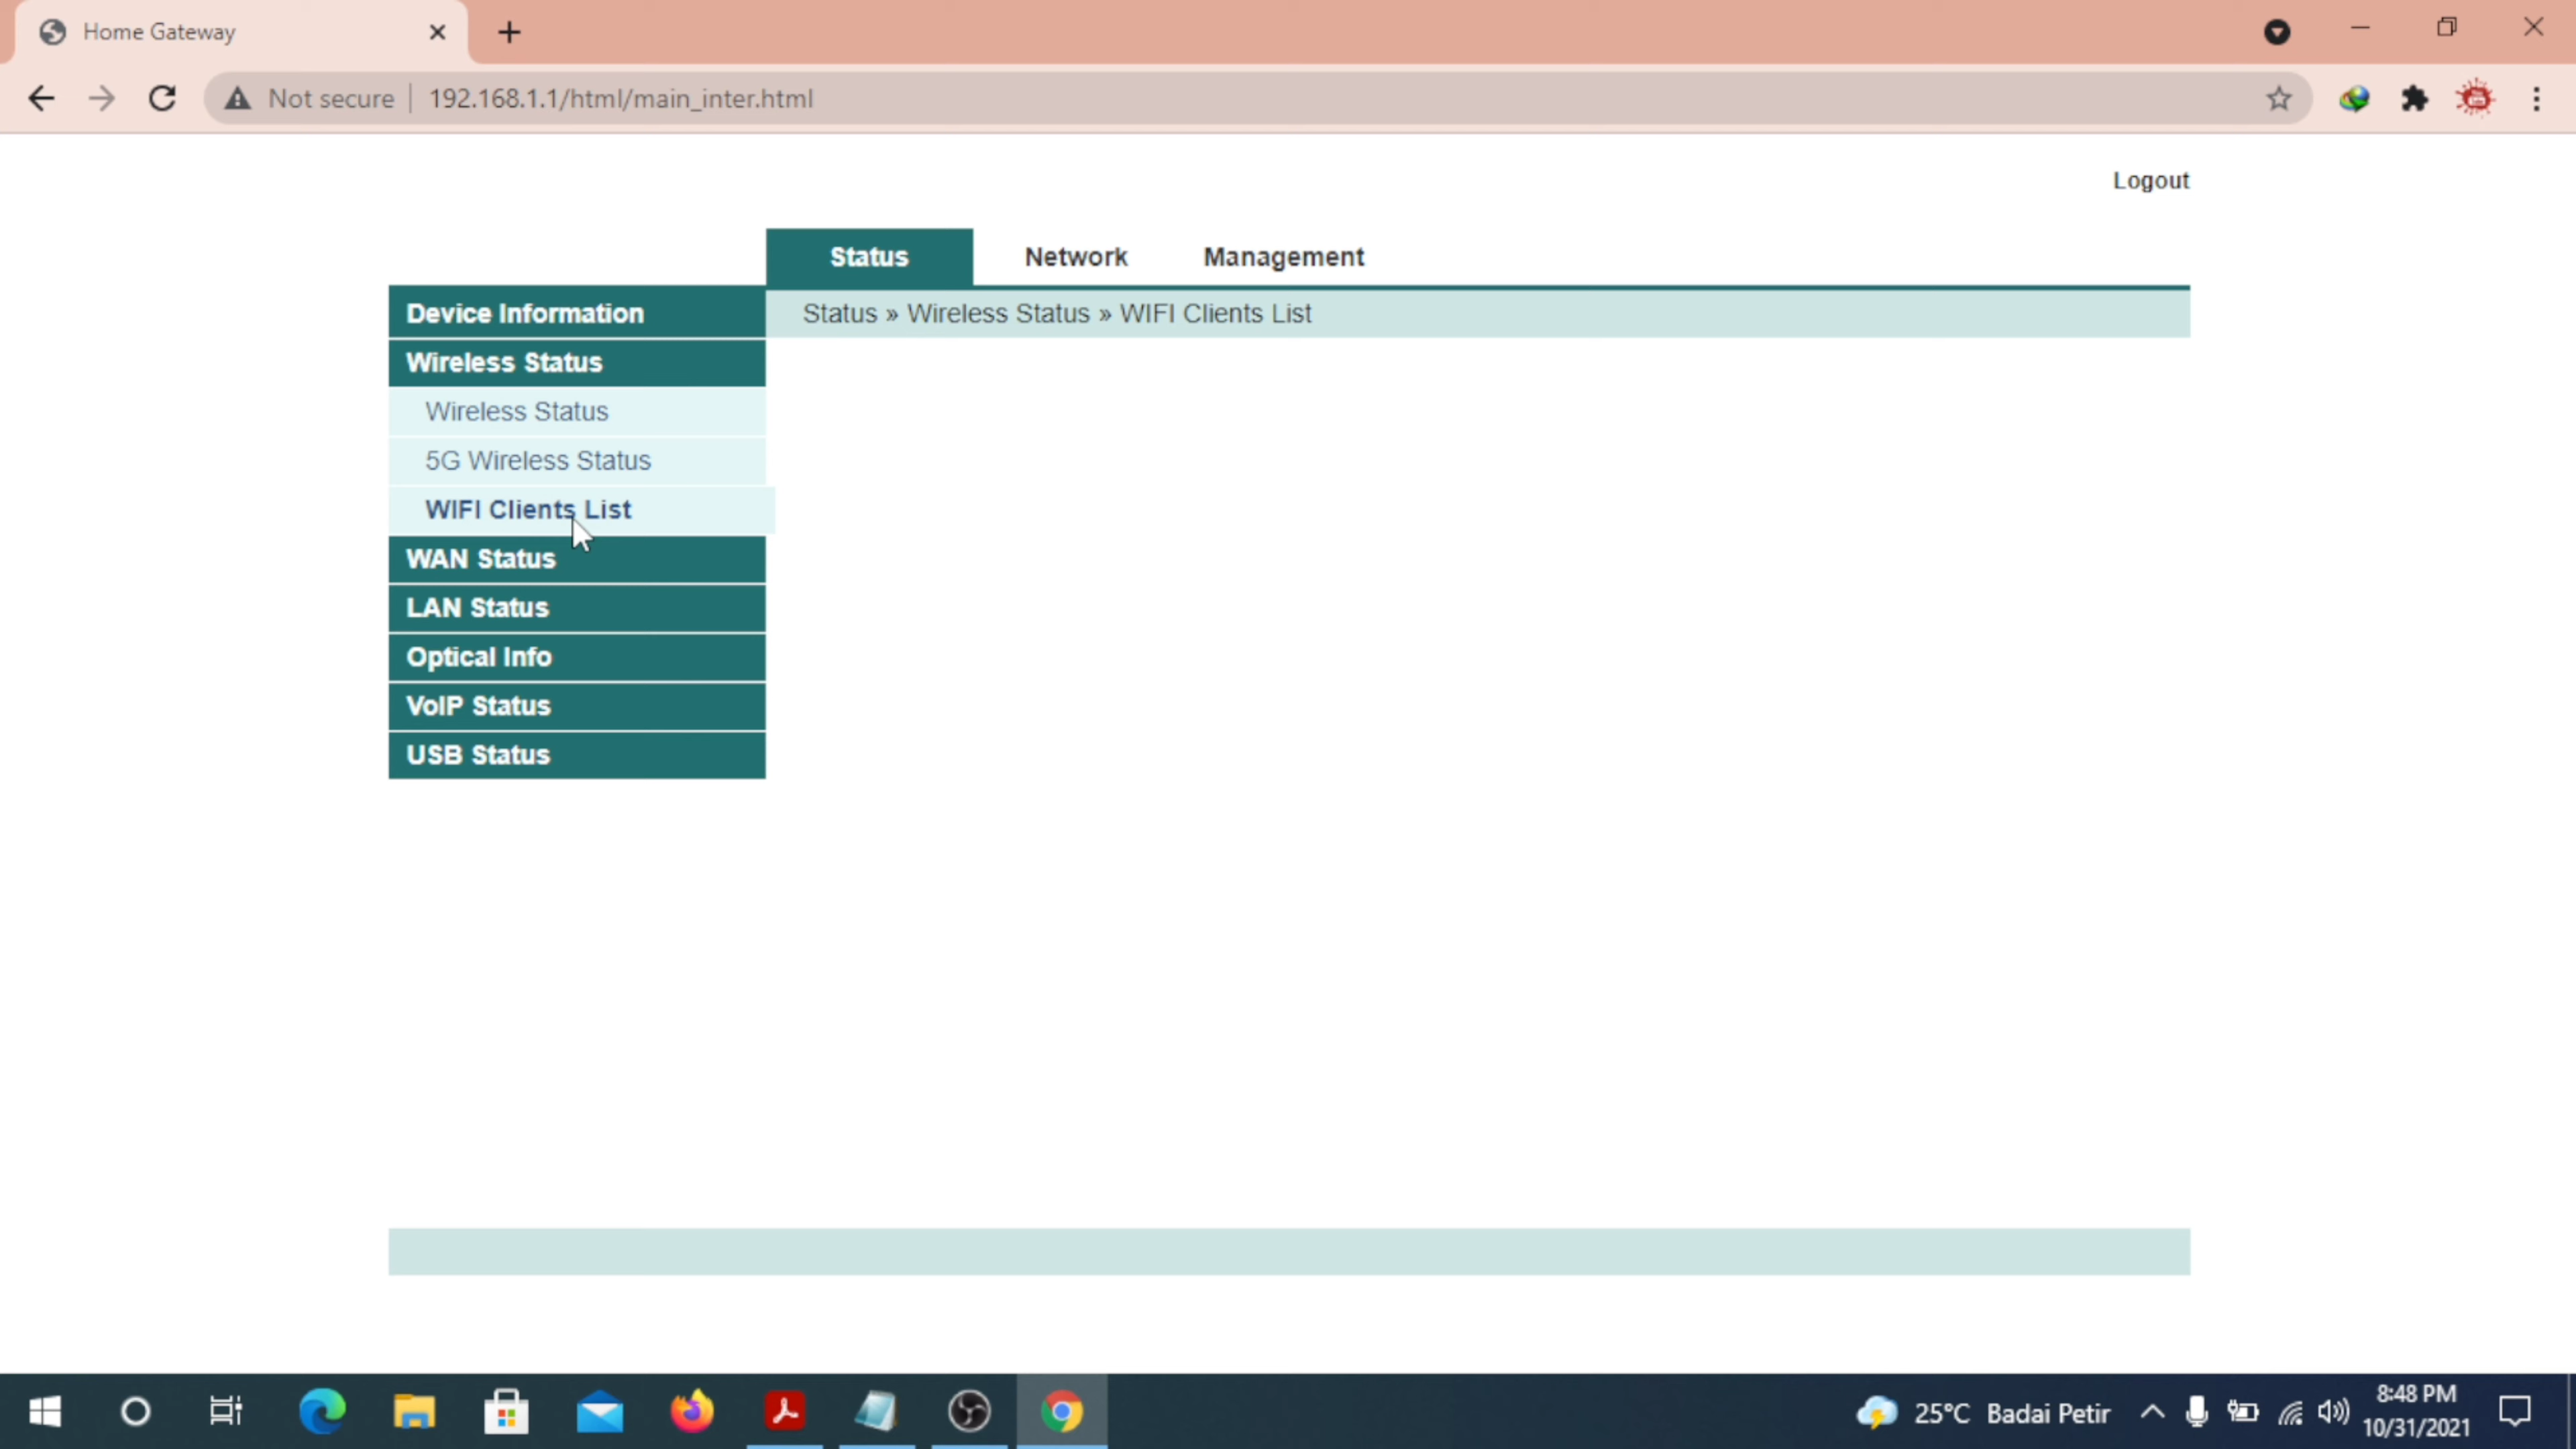 Home Gateway
Not secure
192.168.1.1/html/main_inter.html
Logout
Status
Network
Management
Device Information
Status » Wireless Status » WIFI Clients List
Wireless Status
Wireless Status
5G Wireless Status
WIFI Clients List
WAN Status
LAN Status
Optical Info
VoIP Status
USB Status
25°C Badai Petir
8:48 PM
10/31/2021